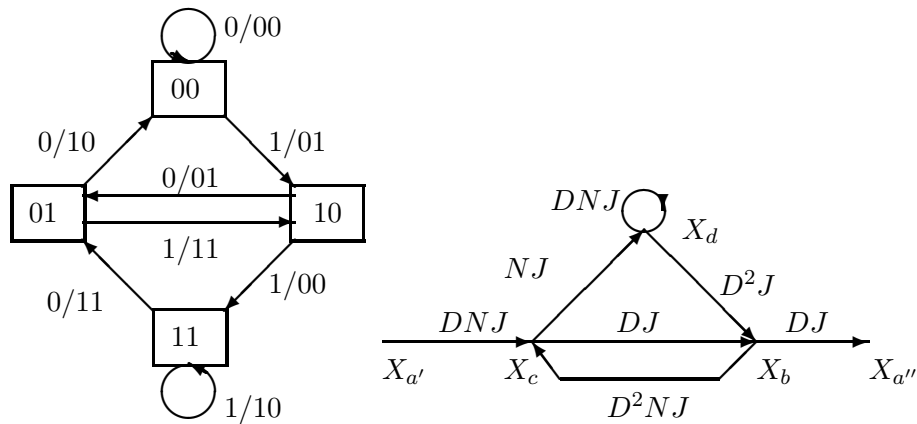 0/00
00
0/10
1/01
0/01
01
10
1/11
0/11
1/00
11
1/10
DNJ
X_d
NJ
D^2J
DNJ
DJ
DJ
X_{a'}
X_c
X_b
X_{a''}
D^2NJ